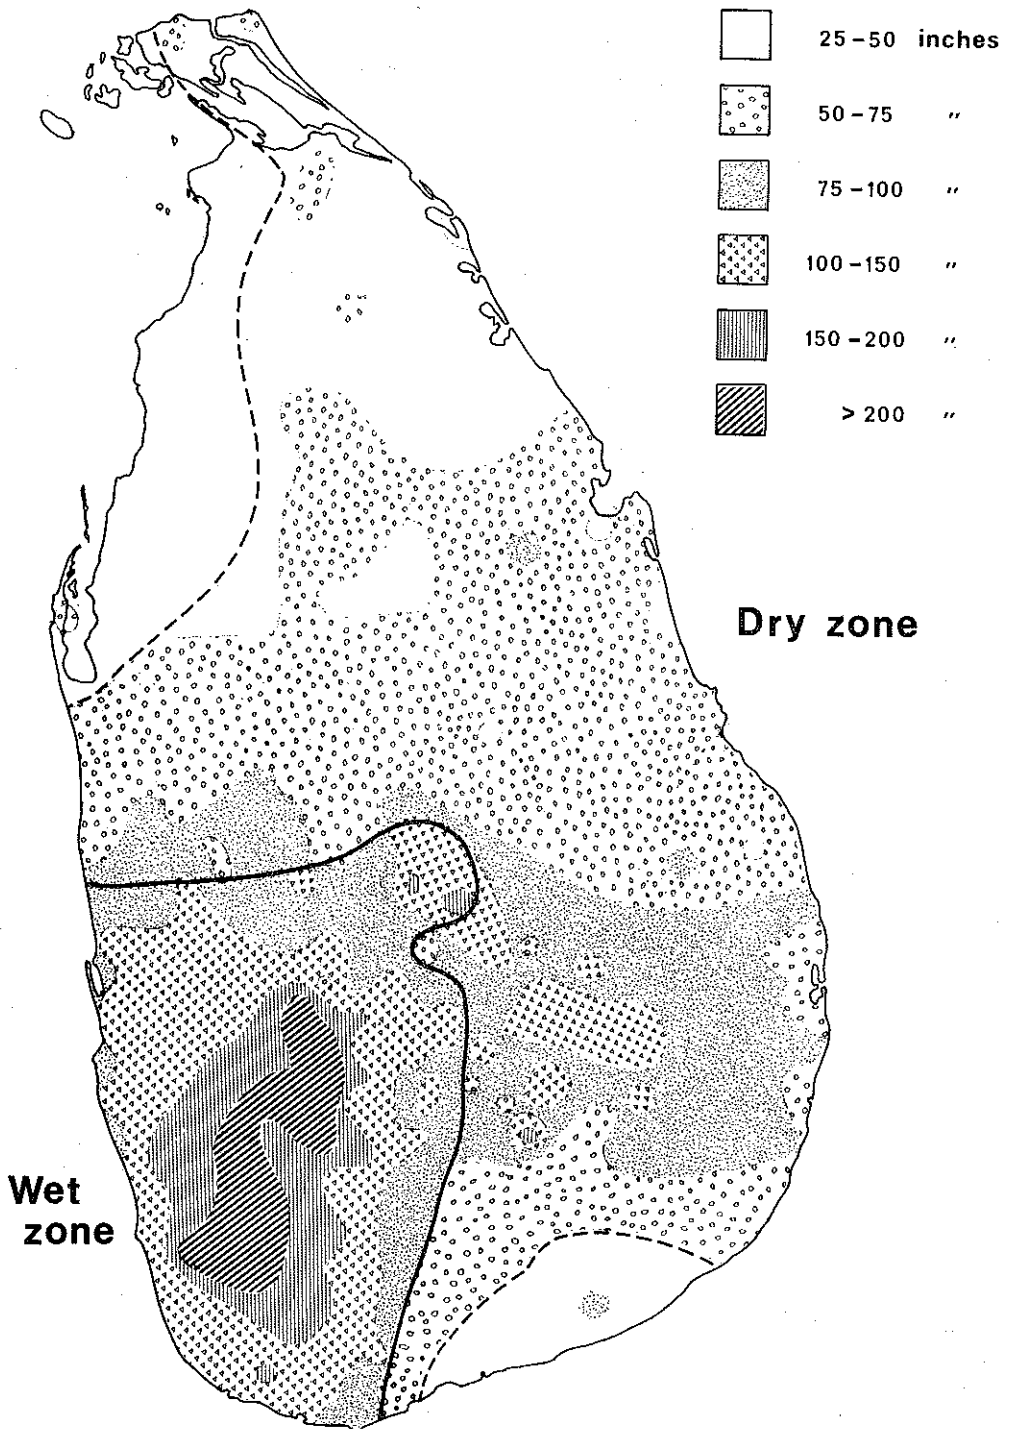 25–50 inches
50–75 〃
75–100 〃
100–150 〃
150–200 〃
> 200 〃
Dry zone
Wet
zone